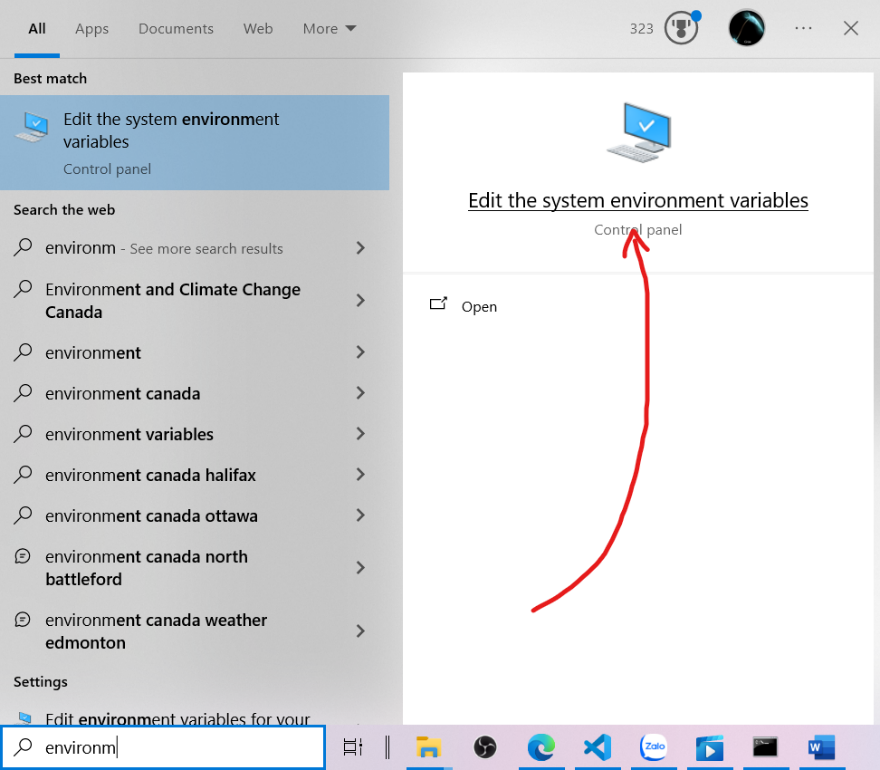 All Apps Documents Web More 323 ...
Best match
Edit the system environment
variables
Control panel
Search the web
environm - See more search results
Environment and Climate Change
Canada
environment
environment canada
environment variables
environment canada halifax
environment canada ottawa
environment canada north
battleford
environment canada weather
edmonton
Settings
Edit environment variables for your
environm
Edit the system environment variables
Control panel
Open
Zalo
W